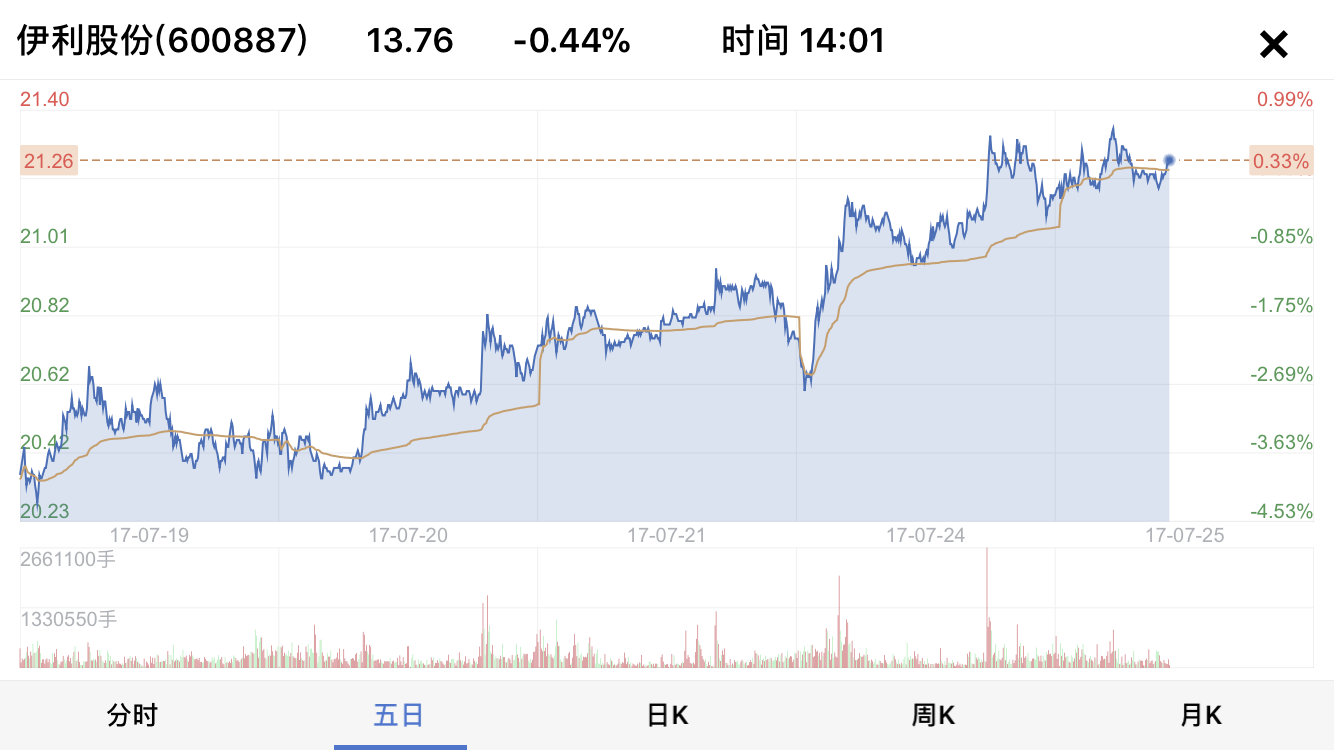 伊利股份(600887) 13.76 -0.44% 时间 14:01
21.40 0.99%
21.26 0.33%
21.01 -0.85%
20.82 -1.75%
20.62 -2.69%
20.42 -3.63%
20.23 -4.53%
17-07-19 17-07-20 17-07-21 17-07-24 17-07-25
2661100手
1330550手
分时 五日 日K 周K 月K